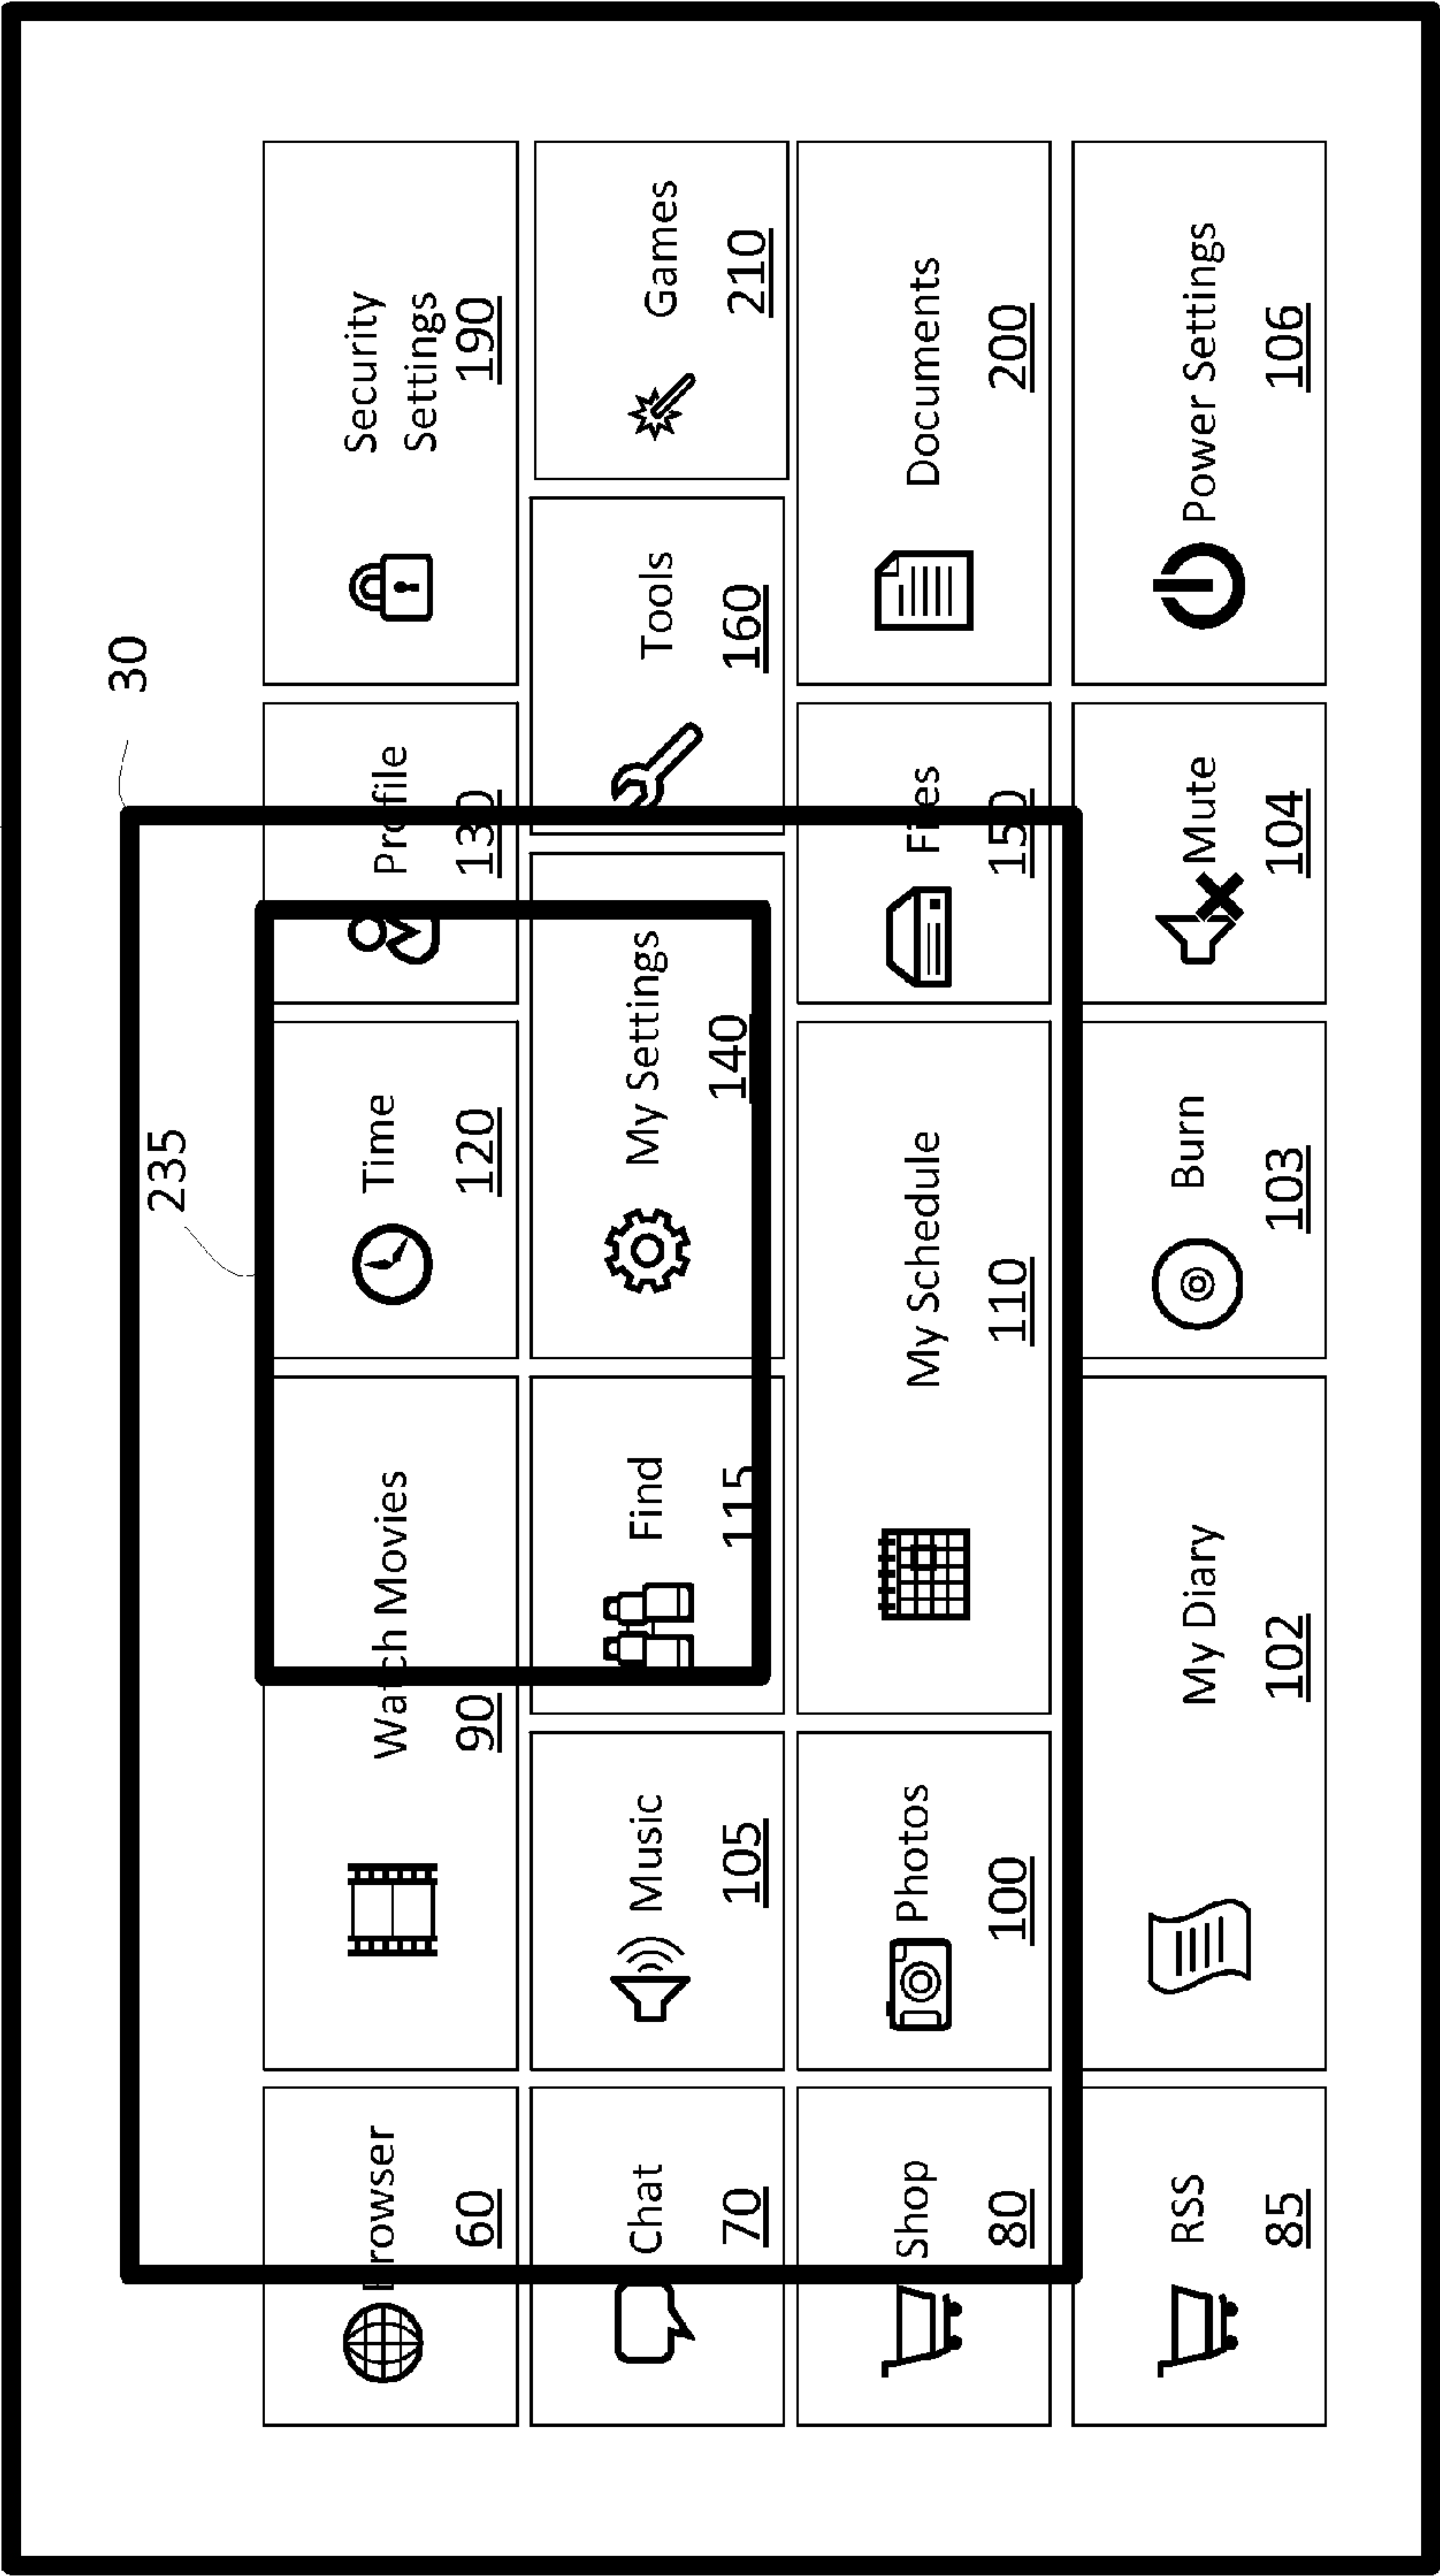 30
235
Browser
60
Watch Movies
90
Time
120
Profile
130
Security
Settings
190
Chat
70
Music
105
Find
115
My Settings
140
Tools
160
Games
210
Shop
80
Photos
100
My Schedule
110
Files
150
Documents
200
RSS
85
My Diary
102
Burn
103
Mute
104
Power Settings
106